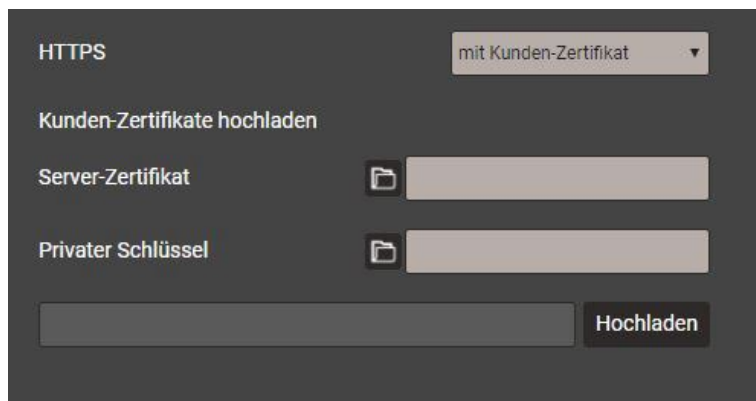 HTTPS mit Kunden-Zertifikat
Kunden-Zertifikate hochladen
Server-Zertifikat
Privater Schlüssel
Hochladen